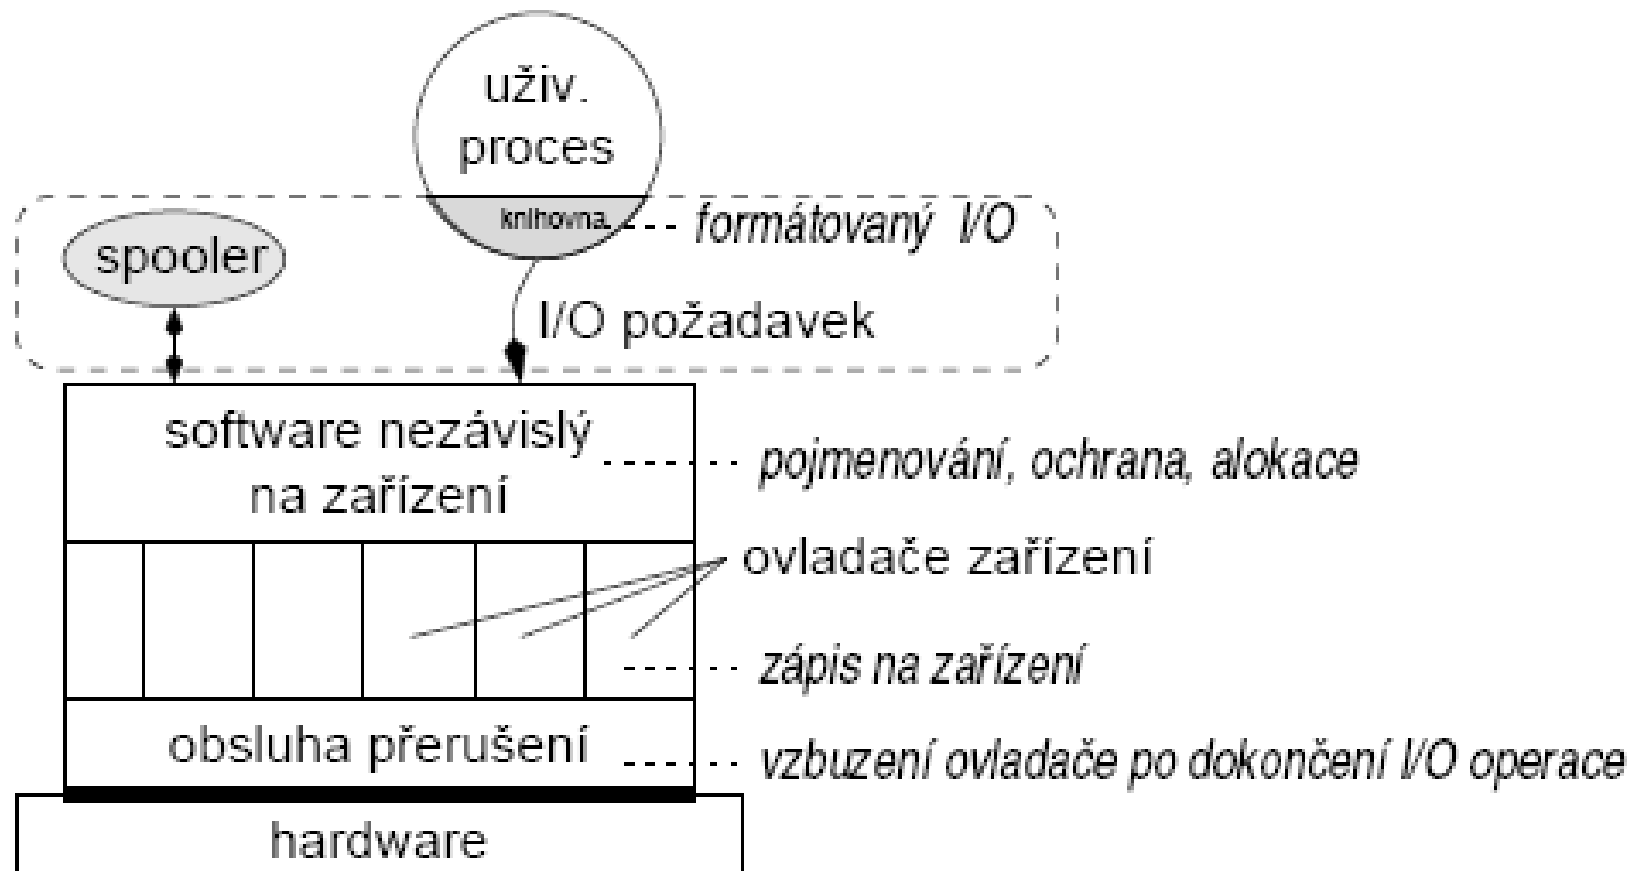 uživ.
proces
knihovna
formátovaný I/O
spooler
I/O požadavek
software nezávislý
na zařízení
pojmenování, ochrana, alokace
ovladače zařízení
zápis na zařízení
obsluha přerušení
vzbuzení ovladače po dokončení I/O operace
hardware